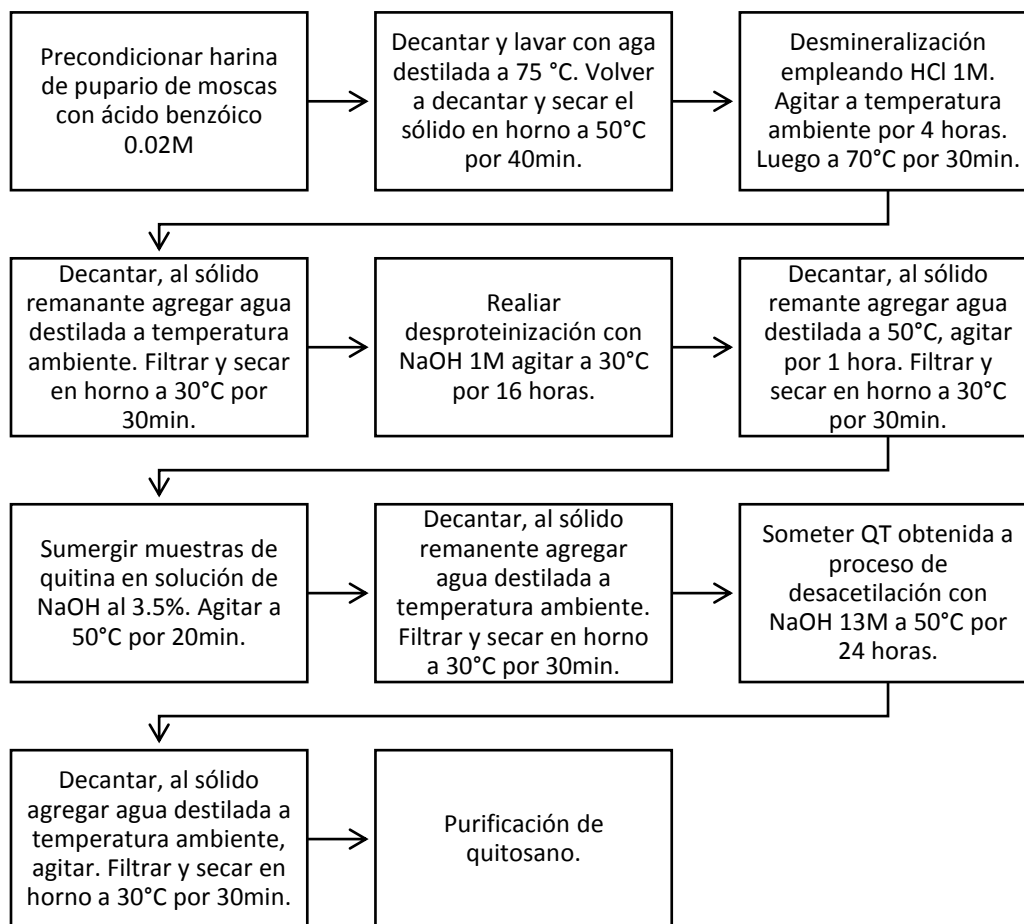 Precondicionar harina
de pupario de moscas
con ácido benzóico
0.02M
Decantar y lavar con aga
destilada a 75 °C. Volver
a decantar y secar el
sólido en horno a 50°C
por 40min.
Desmineralización
empleando HCl 1M.
Agitar a temperatura
ambiente por 4 horas.
Luego a 70°C por 30min.
Decantar, al sólido
remanante agregar agua
destilada a temperatura
ambiente. Filtrar y secar
en horno a 30°C por
30min.
Realiar
desproteinización con
NaOH 1M agitar a 30°C
por 16 horas.
Decantar, al sólido
remante agregar agua
destilada a 50°C, agitar
por 1 hora. Filtrar y
secar en horno a 30°C
por 30min.
Sumergir muestras de
quitina en solución de
NaOH al 3.5%. Agitar a
50°C por 20min.
Decantar, al sólido
remanente agregar
agua destilada a
temperatura ambiente.
Filtrar y secar en horno
a 30°C por 30min.
Someter QT obtenida a
proceso de
desacetilación con
NaOH 13M a 50°C por
24 horas.
Decantar, al sólido
agregar agua destilada a
temperatura ambiente,
agitar. Filtrar y secar en
horno a 30°C por 30min.
Purificación de
quitosano.